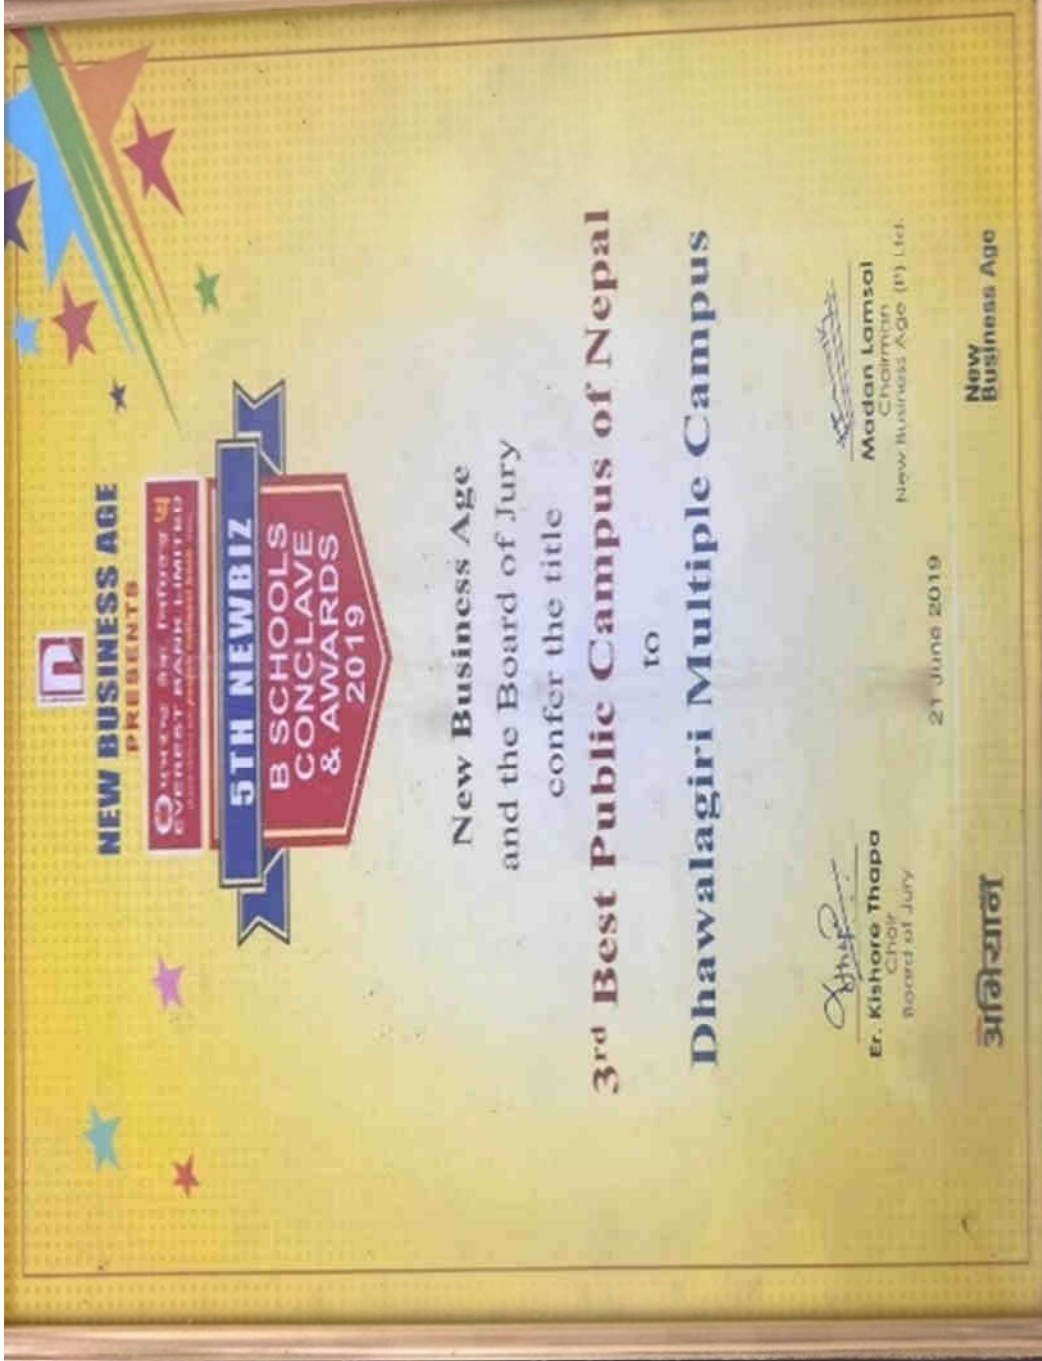 n
NEW BUSINESS AGE
PRESENTS
EVEREST BANK LIMITED
5TH NEWBIZ
B SCHOOLS
CONCLAVE
& AWARDS
2019
New Business Age
and the Board of Jury
confer the title
3rd Best Public Campus of Nepal
to
Dhawalagiri Multiple Campus
Er. Kishore Thapa
Chair
Board of Jury
Madan Lamsal
Chairman
New Business Age (P) Ltd.
21 June 2019
अभियान
New
Business Age